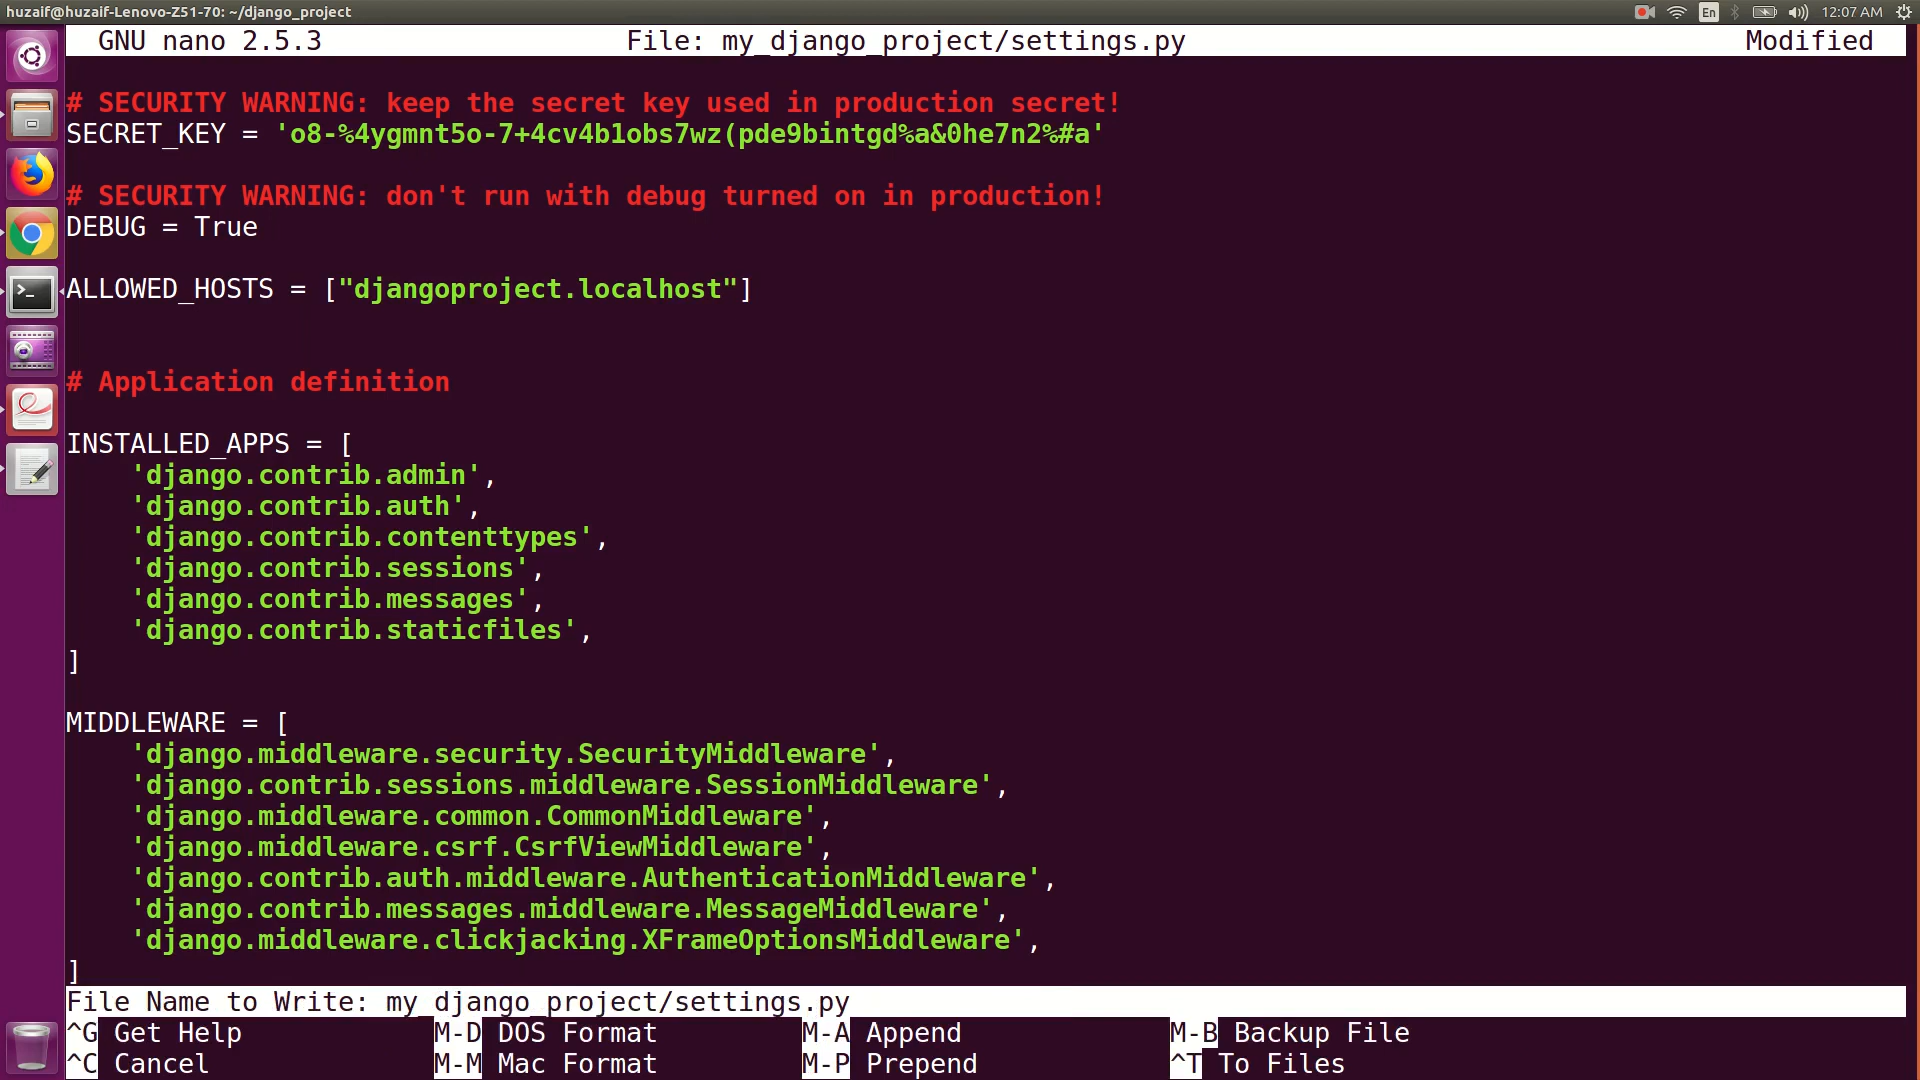 huzaif@huzaif-Lenovo-Z51-70: ~/django_project
En
12:07 AM
GNU nano 2.5.3 File: my_django_project/settings.py Modified
# SECURITY WARNING: keep the secret key used in production secret!
SECRET_KEY = 'o8-%4ygmnt5o-7+4cv4b1obs7wz(pde9bintgd%a&0he7n2%#a'
# SECURITY WARNING: don't run with debug turned on in production!
DEBUG = True
ALLOWED_HOSTS = ["djangoproject.localhost"]
# Application definition
INSTALLED_APPS = [
    'django.contrib.admin',
    'django.contrib.auth',
    'django.contrib.contenttypes',
    'django.contrib.sessions',
    'django.contrib.messages',
    'django.contrib.staticfiles',
]
MIDDLEWARE = [
    'django.middleware.security.SecurityMiddleware',
    'django.contrib.sessions.middleware.SessionMiddleware',
    'django.middleware.common.CommonMiddleware',
    'django.middleware.csrf.CsrfViewMiddleware',
    'django.contrib.auth.middleware.AuthenticationMiddleware',
    'django.contrib.messages.middleware.MessageMiddleware',
    'django.middleware.clickjacking.XFrameOptionsMiddleware',
]
File Name to Write: my_django_project/settings.py
^G Get Help M-D DOS Format M-A Append M-B Backup File
^C Cancel M-M Mac Format M-P Prepend ^T To Files